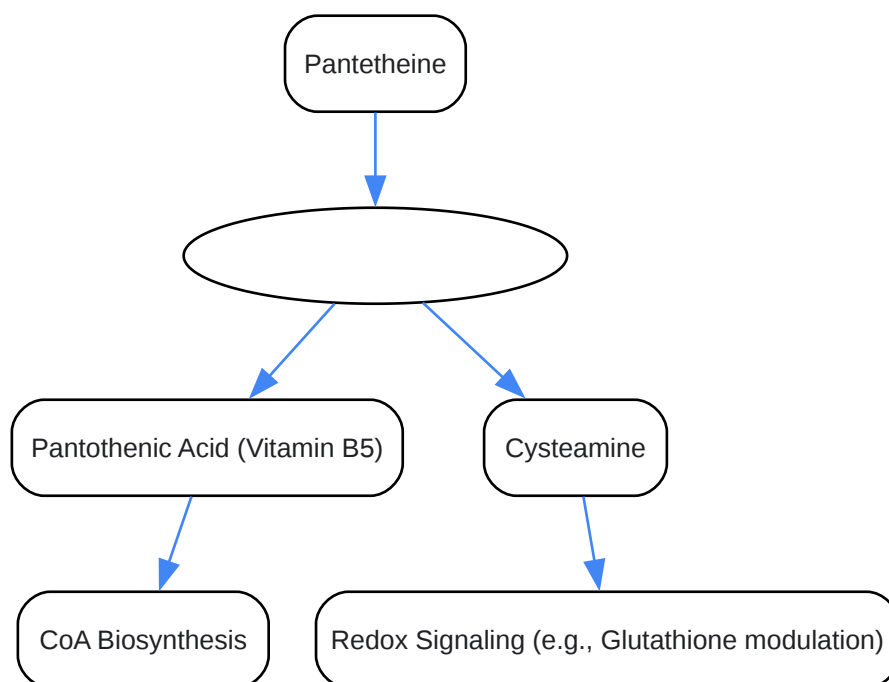 Pantetheine
Pantothenic Acid (Vitamin B5)
Cysteamine
CoA Biosynthesis
Redox Signaling (e.g., Glutathione modulation)